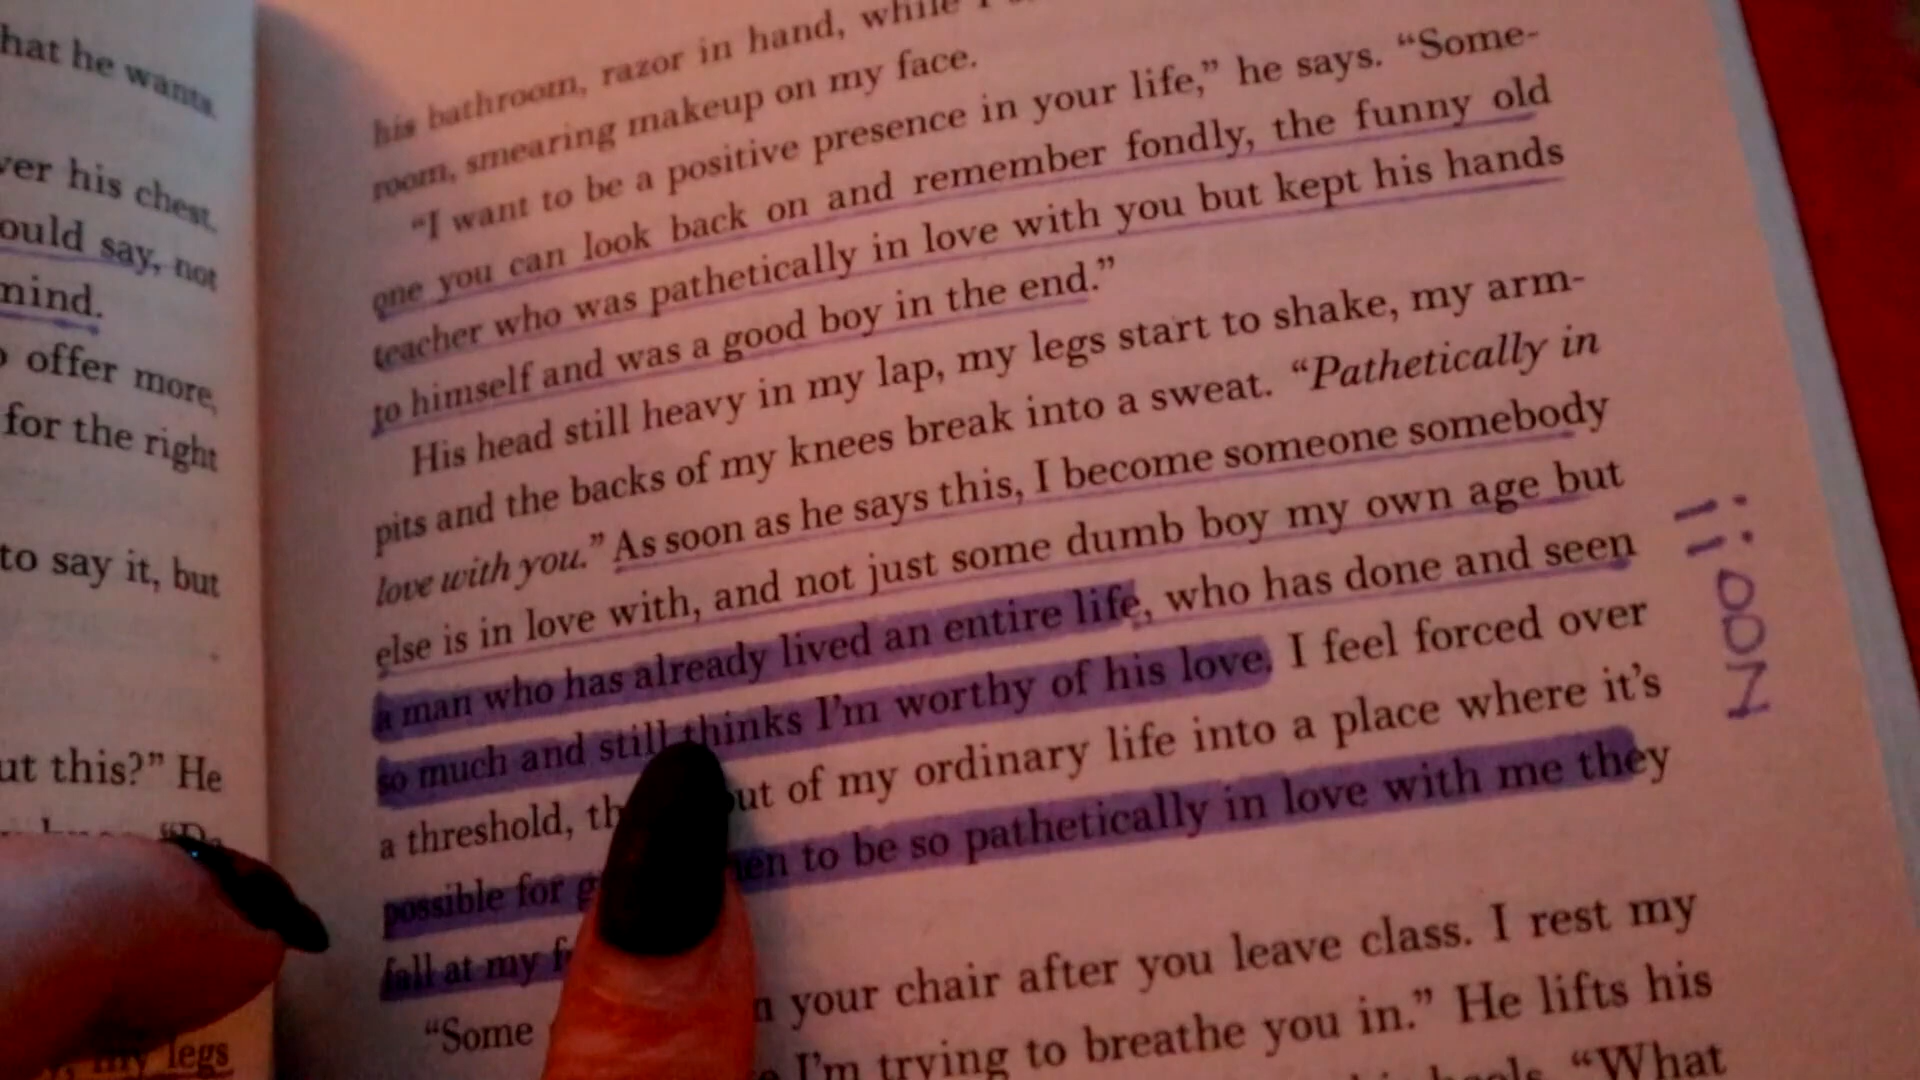 hat he wants
ver his chest,
ould say, not
mind.
offer more,
for the right
to say it, but
ut this?” He
“Do
my legs
his bathroom, razor in hand, while I
room, smearing makeup on my face.
“I want to be a positive presence in your life,” he says. “Some-
one you can look back on and remember fondly, the funny old
teacher who was pathetically in love with you but kept his hands
to himself and was a good boy in the end.”
His head still heavy in my lap, my legs start to shake, my arm-
pits and the backs of my knees break into a sweat. “Pathetically in
love with you.” As soon as he says this, I become someone somebody
else is in love with, and not just some dumb boy my own age but
a man who has already lived an entire life, who has done and seen
so much and still thinks I’m worthy of his love. I feel forced over
a threshold, th ut of my ordinary life into a place where it’s
possible for g en to be so pathetically in love with me they
fall at my f
“Some n your chair after you leave class. I rest my
I’m trying to breathe you in.” He lifts his
“What
NOO!!